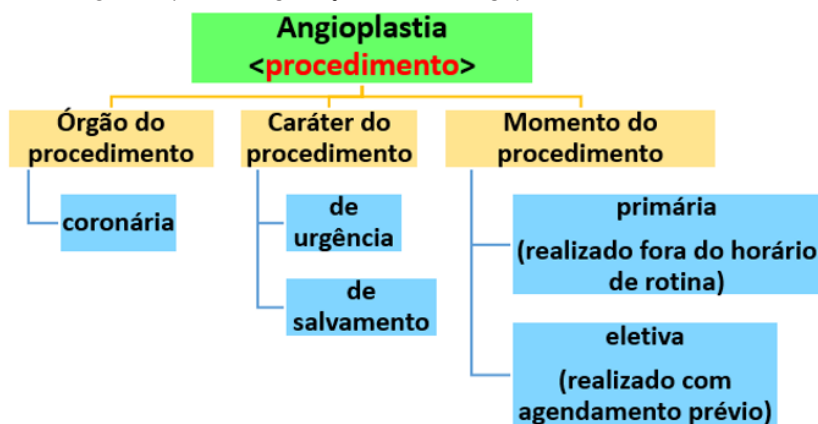 Angioplastia
<procedimento>
Órgão do
procedimento
Caráter do
procedimento
Momento do
procedimento
coronária
de
urgência
de
salvamento
primária
(realizado fora do horário
de rotina)
eletiva
(realizado com
agendamento prévio)